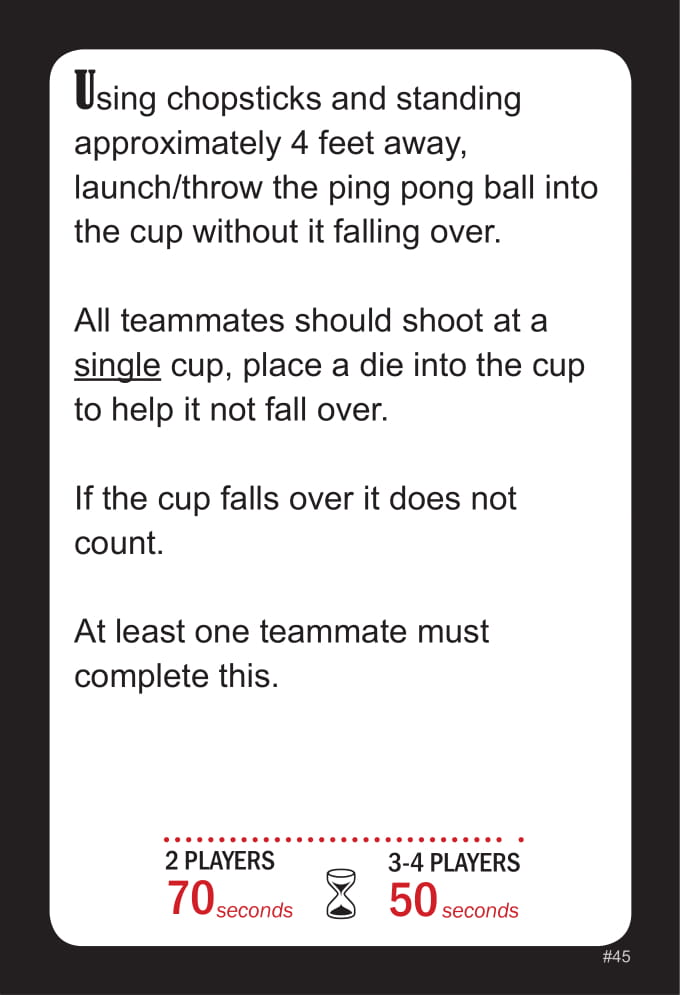 Using chopsticks and standing
approximately 4 feet away,
launch/throw the ping pong ball into
the cup without it falling over.
All teammates should shoot at a
single cup, place a die into the cup
to help it not fall over.
If the cup falls over it does not
count.
At least one teammate must
complete this.
2 PLAYERS
70 seconds
3-4 PLAYERS
50 seconds
#45